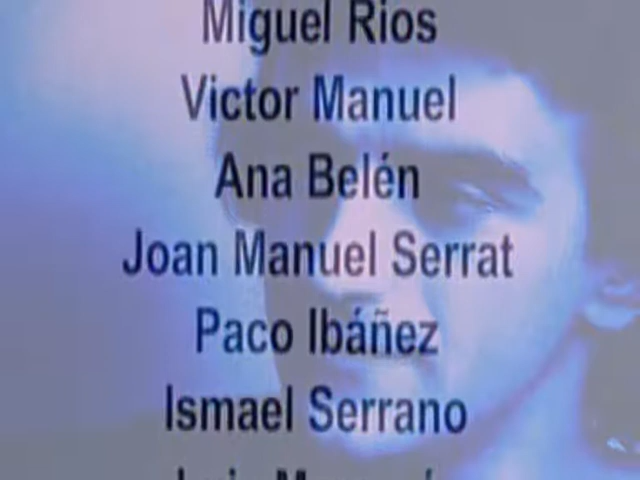 Miguel Rios
Victor Manuel
Ana Belén
Joan Manuel Serrat
Paco Ibáñez
Ismael Serrano